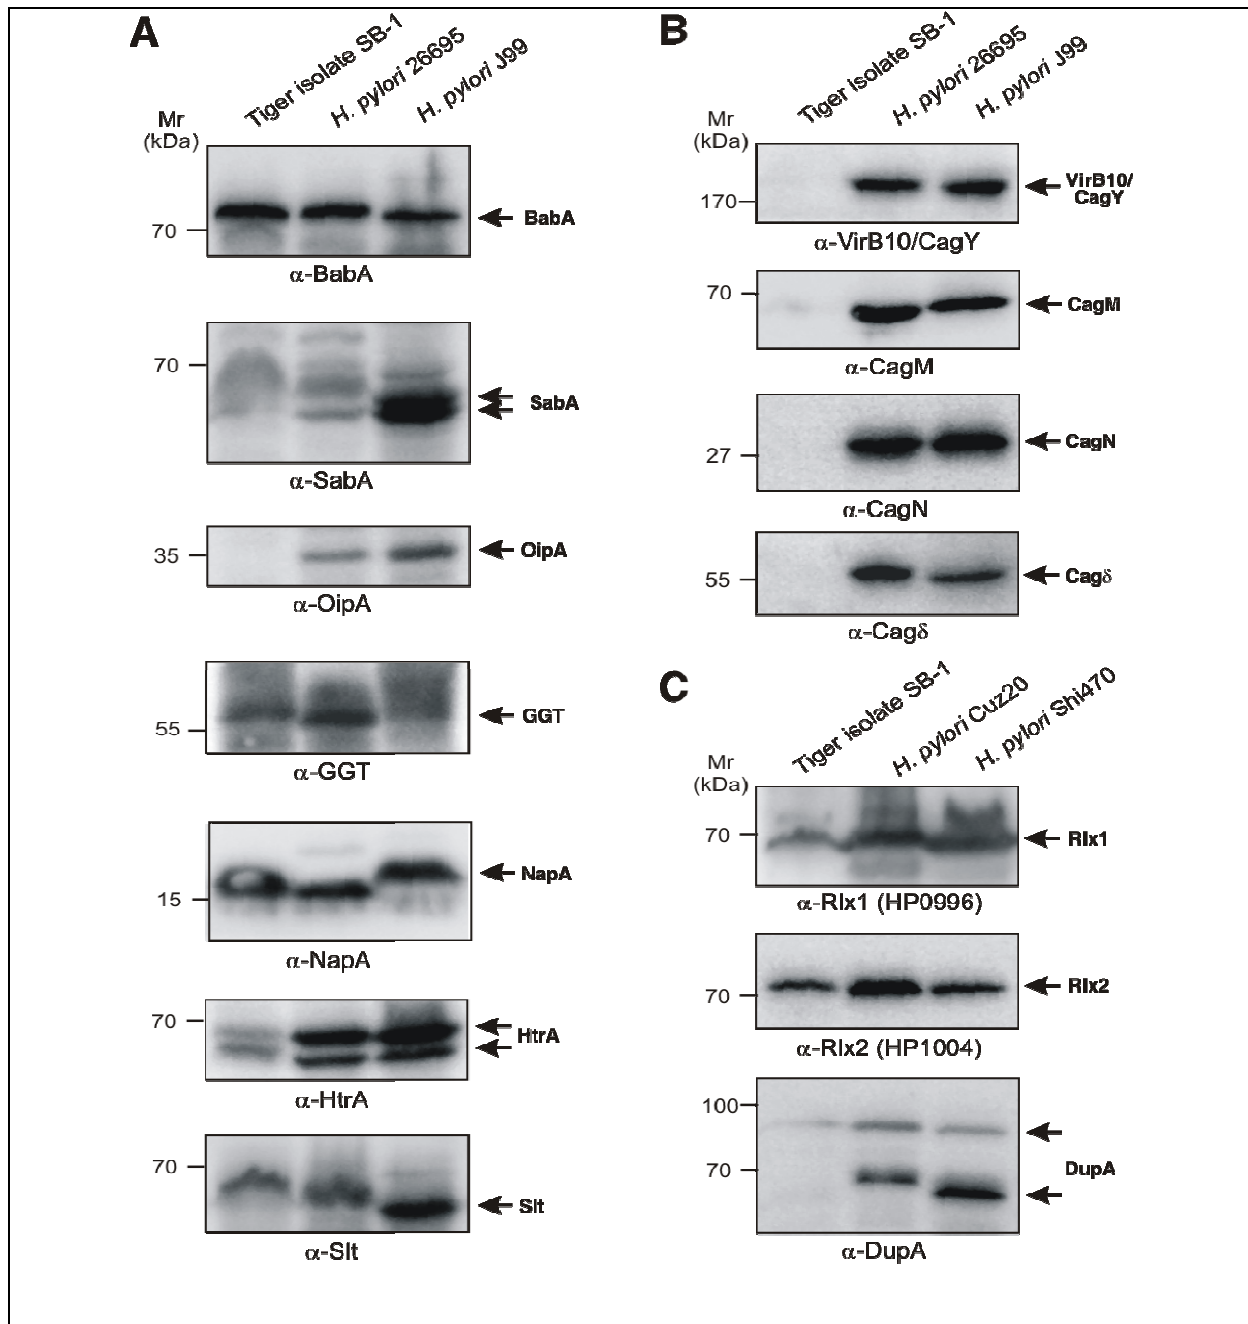 A
Tiger isolate SB-1
H. pylori 26695
H. pylori J99
Mr
(kDa)
70
BabA
α-BabA
70
SabA
α-SabA
35
OipA
α-OipA
55
GGT
α-GGT
15
NapA
α-NapA
70
HtrA
α-HtrA
70
Slt
α-Slt
B
Tiger isolate SB-1
H. pylori 26695
H. pylori J99
Mr
(kDa)
170
VirB10/
CagY
α-VirB10/CagY
70
CagM
α-CagM
27
CagN
α-CagN
55
Cagδ
α-Cagδ
C
Tiger isolate SB-1
H. pylori Cuz20
H. pylori Shi470
Mr
(kDa)
70
Rlx1
α-Rlx1 (HP0996)
70
Rlx2
α-Rlx2 (HP1004)
100
70
DupA
α-DupA